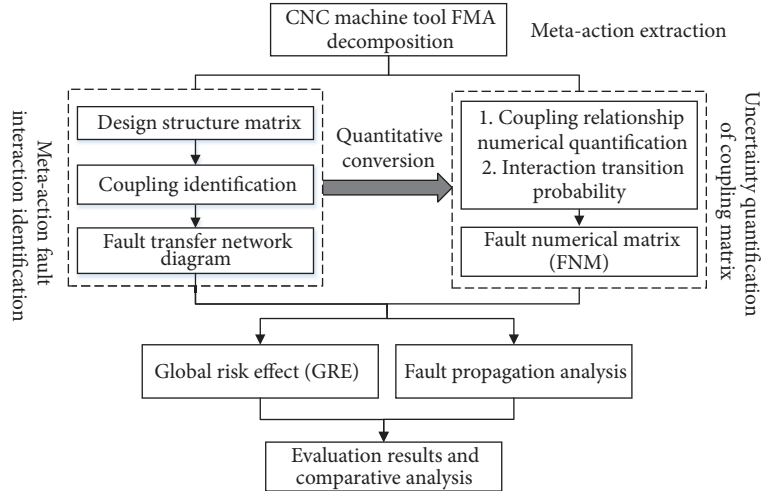 CNC machine tool FMA
decomposition
Meta-action extraction
Meta-action fault
interaction identification
Design structure matrix
Coupling identification
Fault transfer network
diagram
Quantitative
conversion
1. Coupling relationship
numerical quantification
2. Interaction transition
probability
Fault numerical matrix
(FNM)
Uncertainty quantification
of coupling matrix
Global risk effect (GRE)
Fault propagation analysis
Evaluation results and
comparative analysis